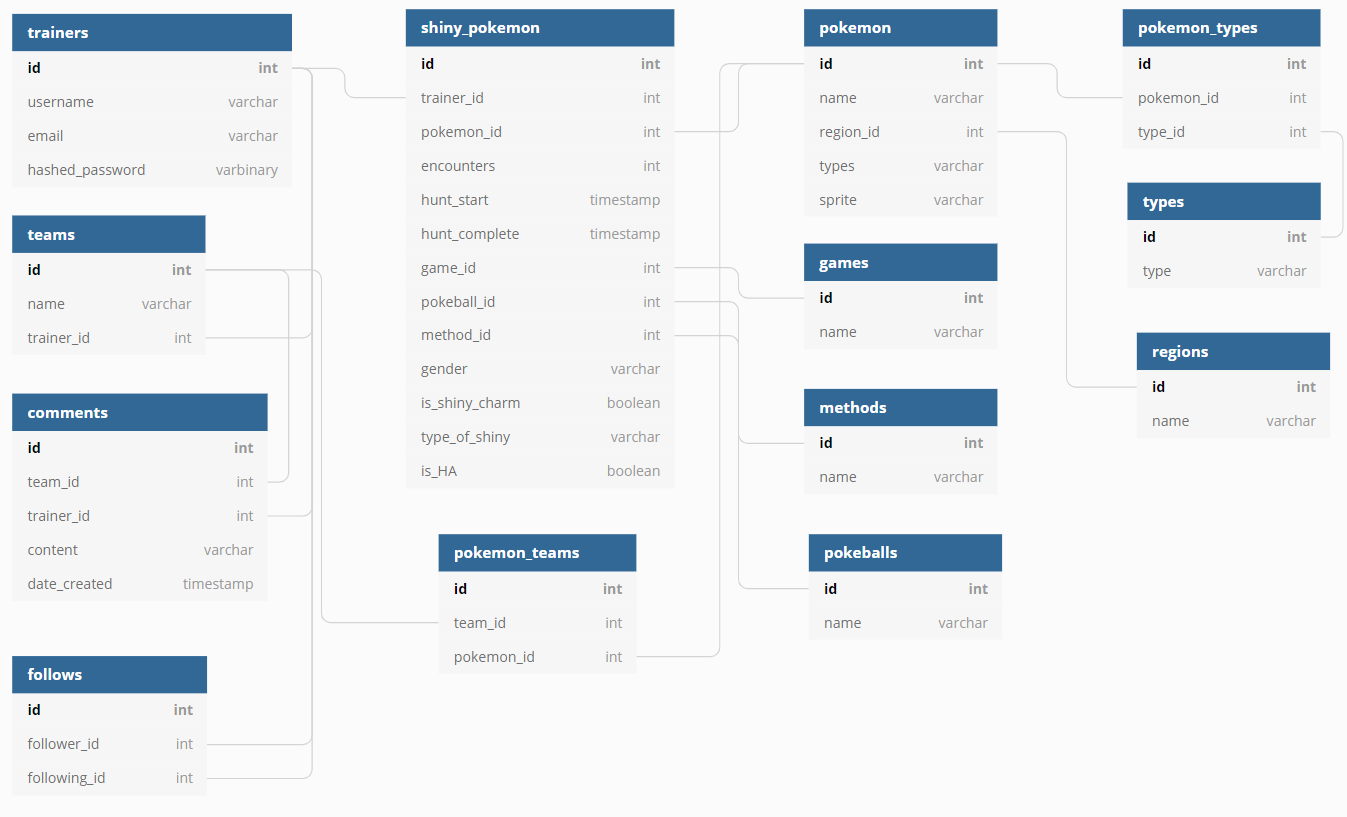 trainers
id int
username varchar
email varchar
hashed_password varbinary
teams
id int
name varchar
trainer_id int
comments
id int
team_id int
trainer_id int
content varchar
date_created timestamp
follows
id int
follower_id int
following_id int
shiny_pokemon
id int
trainer_id int
pokemon_id int
encounters int
hunt_start timestamp
hunt_complete timestamp
game_id int
pokeball_id int
method_id int
gender varchar
is_shiny_charm boolean
type_of_shiny varchar
is_HA boolean
pokemon_teams
id int
team_id int
pokemon_id int
pokemon
id int
name varchar
region_id int
types varchar
sprite varchar
games
id int
name varchar
methods
id int
name varchar
pokeballs
id int
name varchar
pokemon_types
id int
pokemon_id int
type_id int
types
id int
type varchar
regions
id int
name varchar